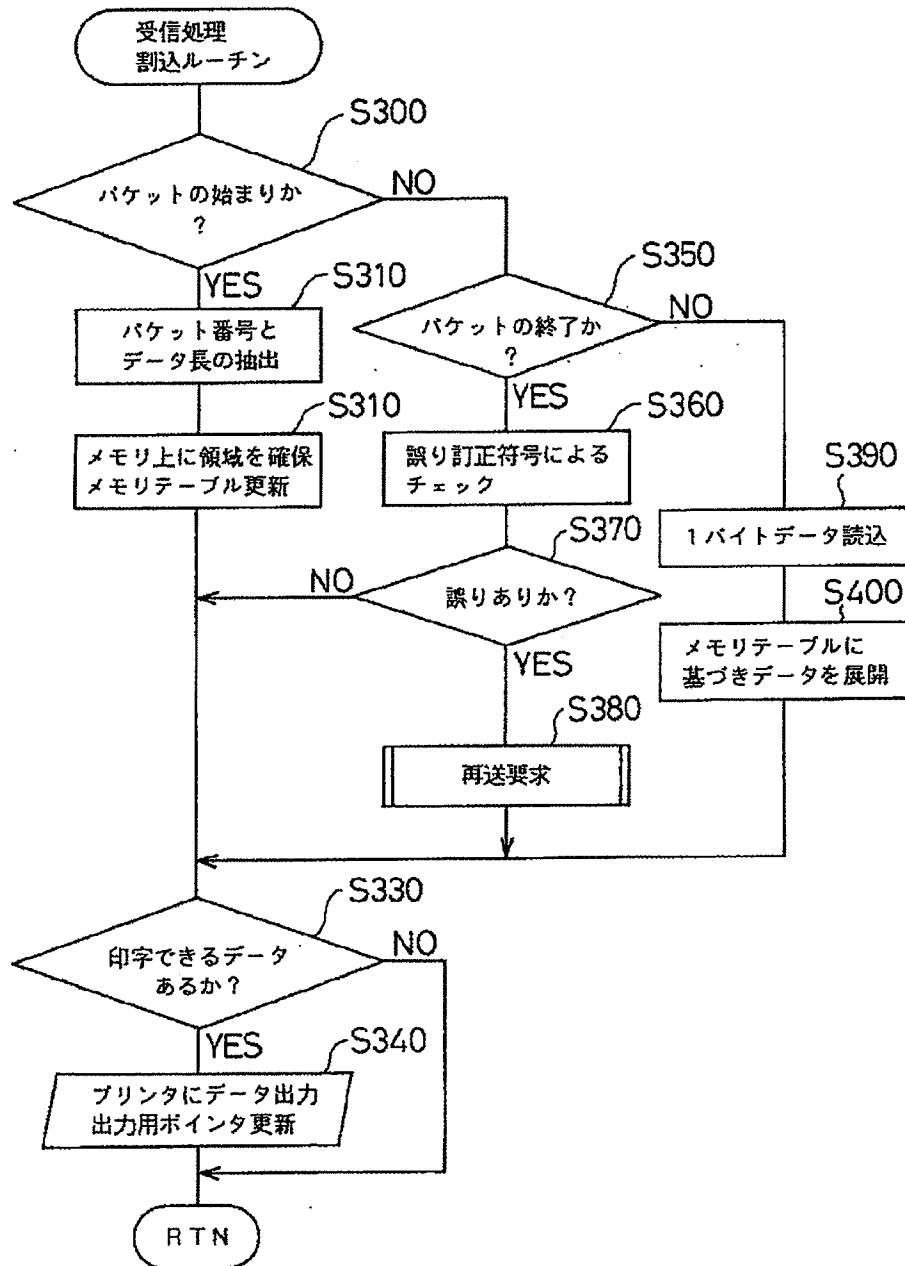 受信処理
割込ルーチン
S300
パケットの始まりか
?
NO
YES
S310
パケット番号と
データ長の抽出
S310
メモリ上に領域を確保
メモリテーブル更新
S350
パケットの終了か
?
NO
YES
S360
誤り訂正符号による
チェック
S370
誤りありか?
NO
YES
S380
再送要求
S390
1バイトデータ読込
S400
メモリテーブルに
基づきデータを展開
S330
印字できるデータ
あるか?
NO
YES
S340
プリンタにデータ出力
出力用ポインタ更新
RTN